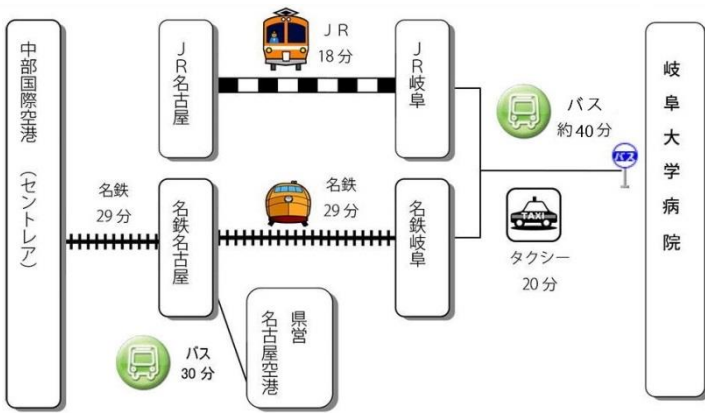 中部国際空港
(セントレア)
名鉄
29分
JR名古屋
JR
18分
JR岐阜
名鉄名古屋
名鉄
29分
名鉄岐阜
バス
30分
県営
名古屋空港
バス
約40分
バス
TAXI
タクシー
20分
岐阜大学病院